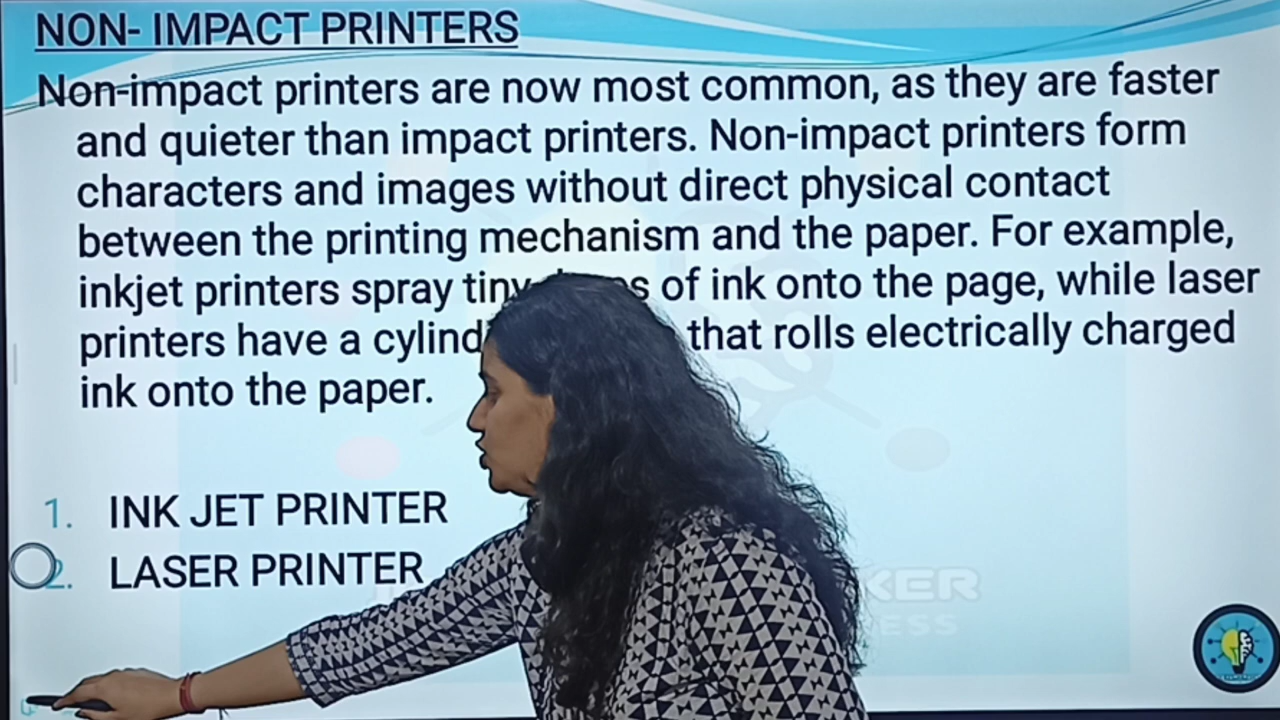 NON- IMPACT PRINTERS
Non-impact printers are now most common, as they are faster
and quieter than impact printers. Non-impact printers form
characters and images without direct physical contact
between the printing mechanism and the paper. For example,
inkjet printers spray tiny of ink onto the page, while laser
printers have a that rolls electrically charged
ink onto the paper.
1. INK JET PRINTER
2. LASER PRINTER